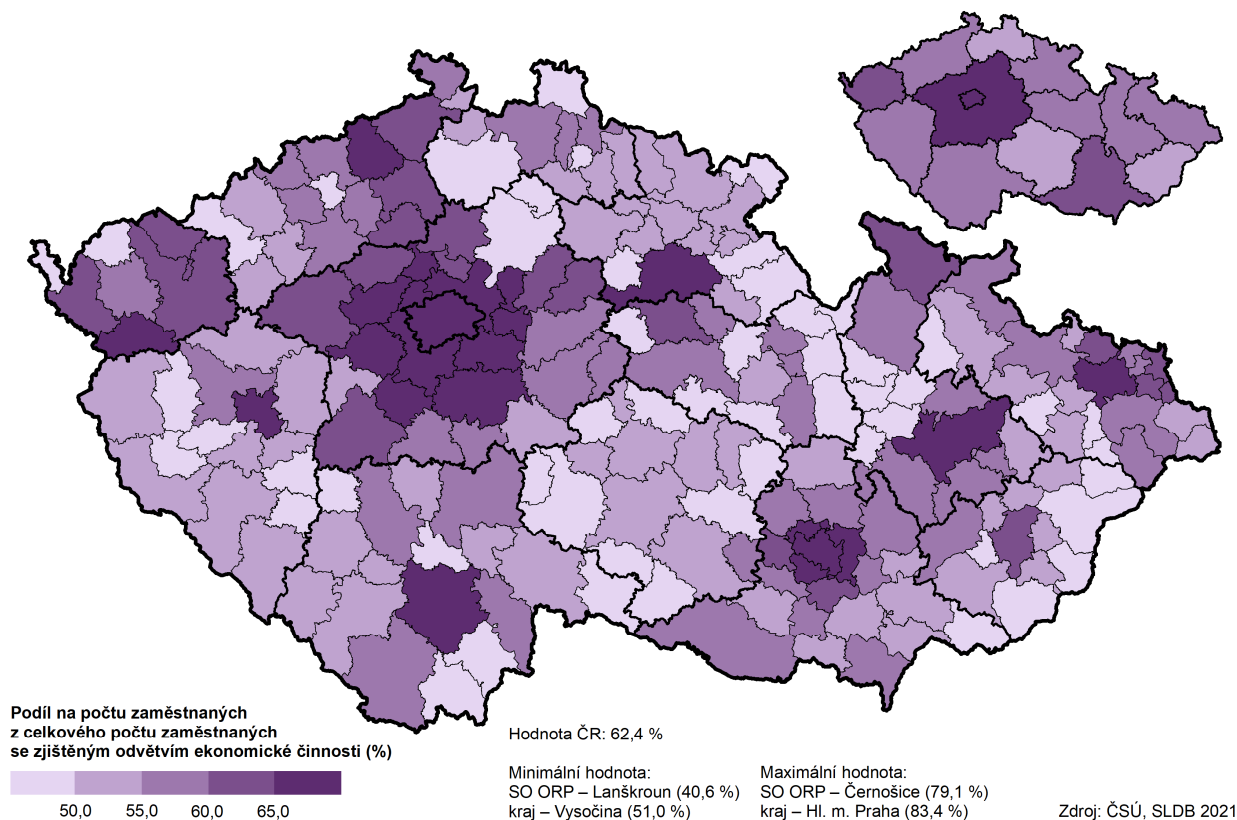 Podíl na počtu zaměstnaných
z celkového počtu zaměstnaných
se zjištěným odvětvím ekonomické činnosti (%)
50,0 55,0 60,0 65,0
Hodnota ČR: 62,4 %
Minimální hodnota:
SO ORP – Lanškroun (40,6 %)
kraj – Vysočina (51,0 %)
Maximální hodnota:
SO ORP – Černošice (79,1 %)
kraj – Hl. m. Praha (83,4 %)
Zdroj: ČSÚ, SLDB 2021